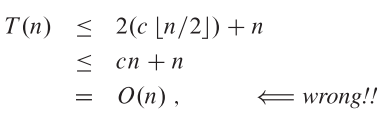 T(n) ≤ 2(c ⌊n/2⌋) + n
≤ cn + n
= O(n) , ⟸ wrong!!